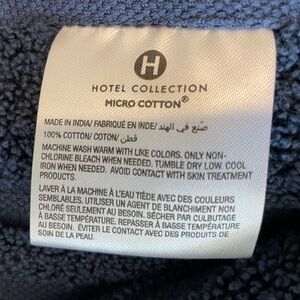 H
HOTEL COLLECTION
MICRO COTTON®
MADE IN INDIA/ FABRIQUÉ EN INDE/ صنع في الهند
100% COTTON/ COTON/ قطن
MACHINE WASH WARM WITH LIKE COLORS. ONLY NON-
CHLORINE BLEACH WHEN NEEDED. TUMBLE DRY LOW. COOL
IRON WHEN NEEDED. AVOID CONTACT WITH SKIN TREATMENT
PRODUCTS.
LAVER À LA MACHINE À L'EAU TIÈDE AVEC DES COULEURS
SEMBLABLES. UTILISER UN AGENT DE BLANCHIMENT NON
CHLORÉ SEULEMENT AU BESOIN. SÉCHER PAR CULBUTAGE
À BASSE TEMPÉRATURE. REPASSER À BASSE TEMPÉRATURE
AU BESOIN. ÉVITER LE CONTACT AVEC DES PRODUITS DE
SOIN DE LA PEAU.